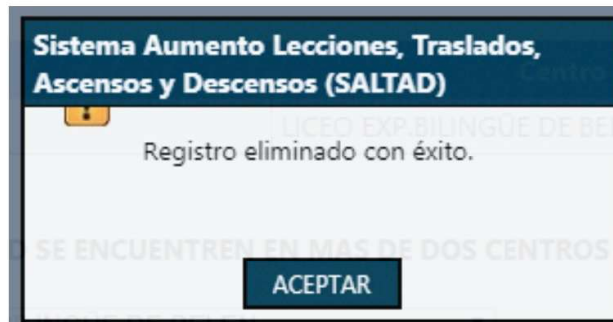 Sistema Aumento Lecciones, Traslados,
Ascensos y Descensos (SALTAD)
Centro
LICEO EXP.BILINGÜE DE BE
Registro eliminado con éxito.
D SE ENCUENTREN EN MAS DE DOS CENTROS
ACEPTAR